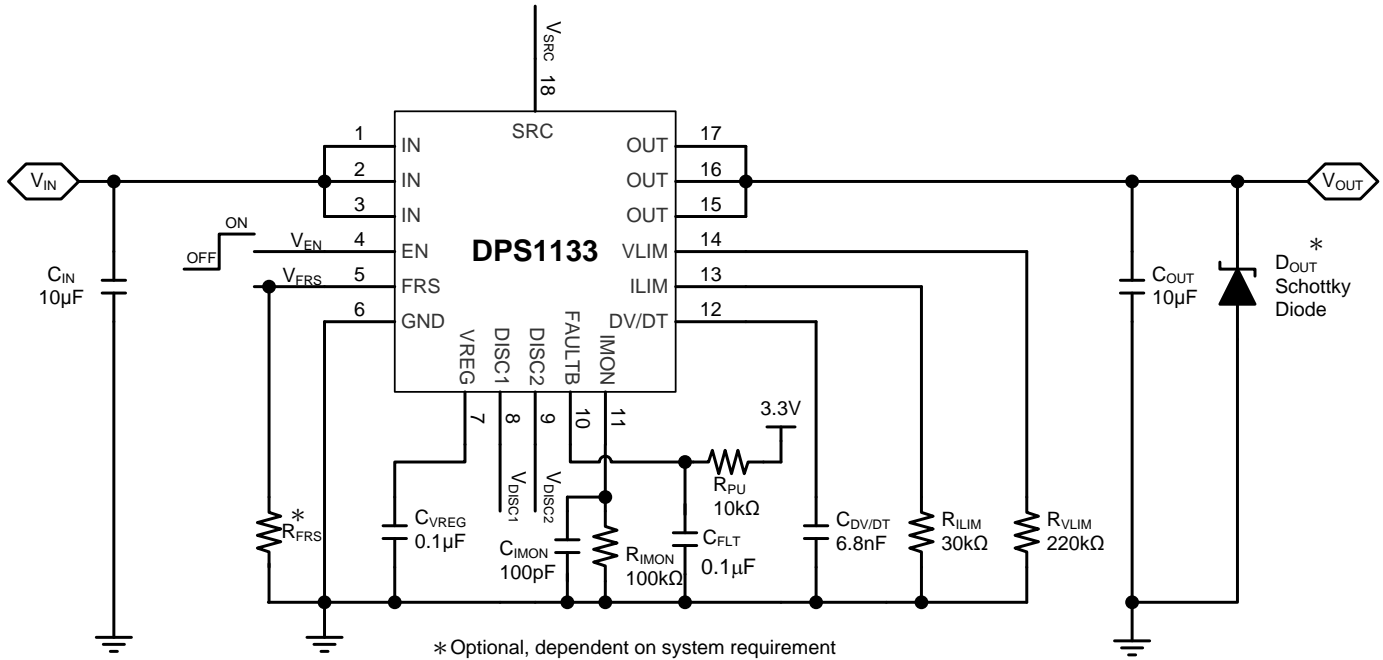 VSRC
18
SRC
1
IN
2
IN
3
IN
VIN
ON
OFF
VEN
4
EN
VFRS
5
FRS
6
GND
DPS1133
OUT
17
OUT
16
OUT
15
VLIM
14
ILIM
13
DV/DT
12
VREG
DISC1
DISC2
FAULTB
IMON
7
8
9
10
11
VDISC1
VDISC2
3.3V
VOUT
CIN
10µF
COUT
10µF
*
DOUT
Schottky
Diode
*
RFRS
CVREG
0.1µF
CIMON
100pF
RIMON
100kΩ
CFLT
0.1µF
RPU
10kΩ
CDV/DT
6.8nF
RILIM
30kΩ
RVLIM
220kΩ
*Optional, dependent on system requirement